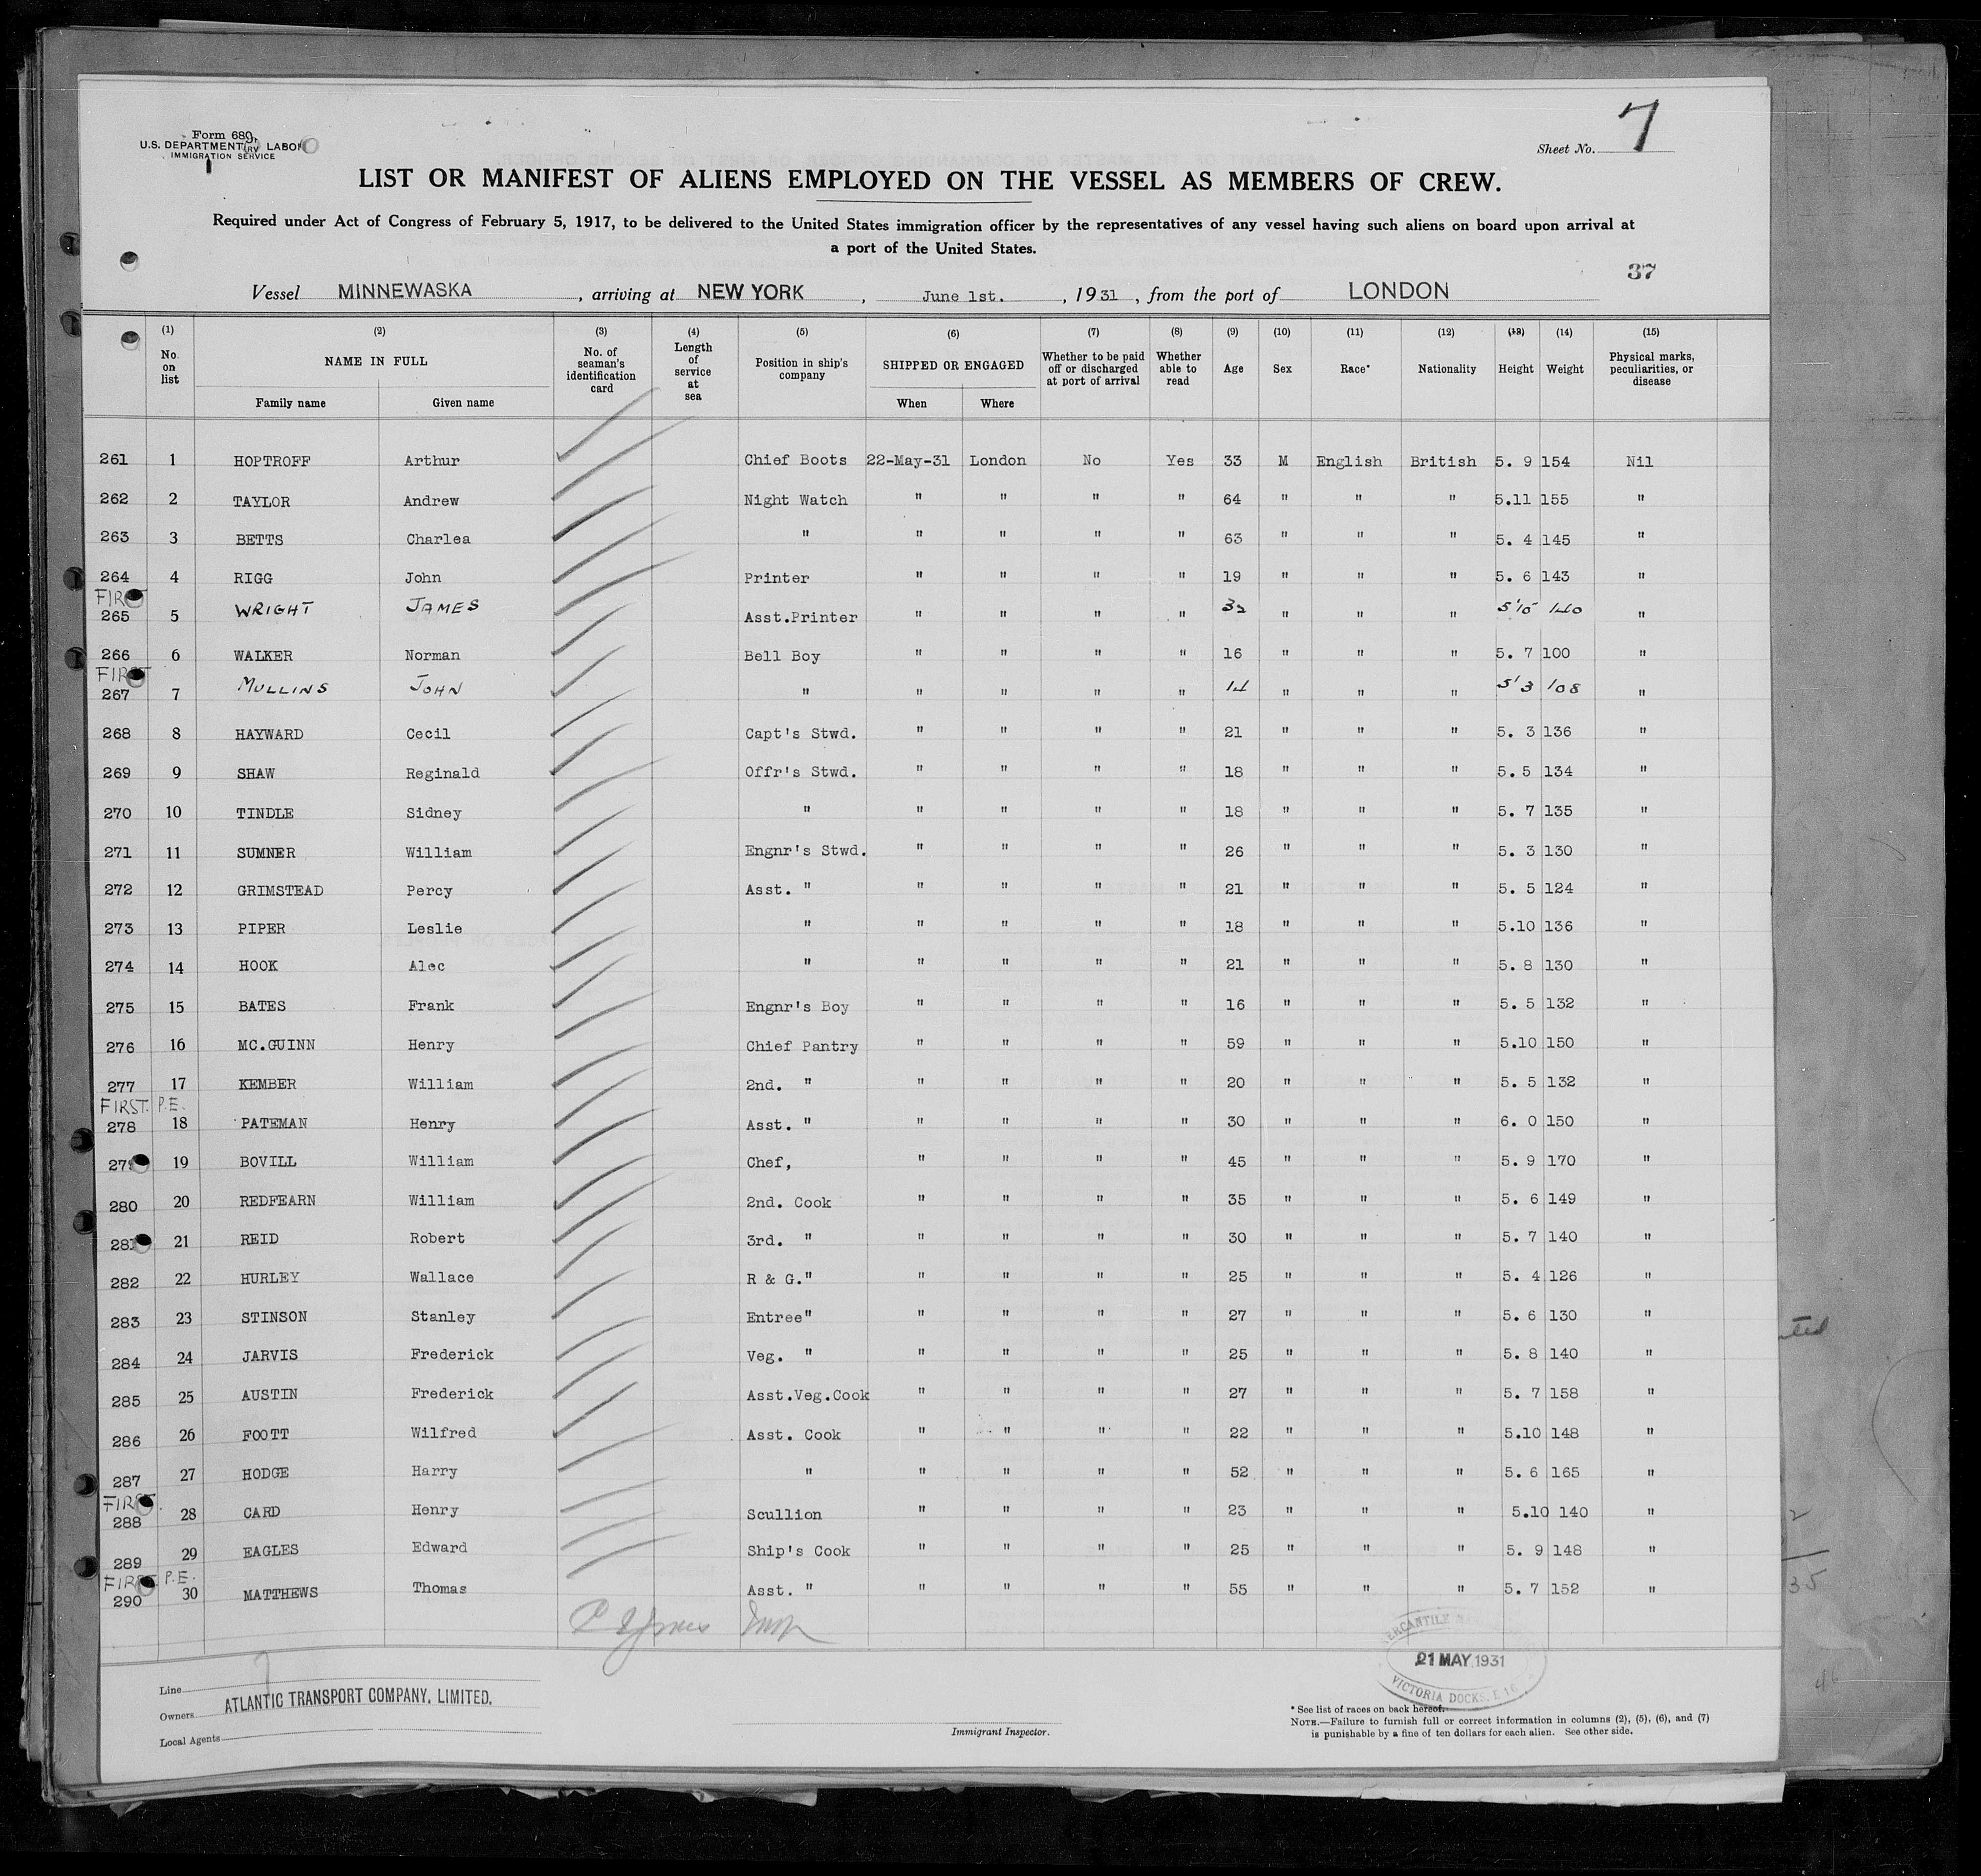 7
Form 680
U.S. DEPARTMENT LABOR
IMMIGRATION SERVICE
Sheet No.
LIST OR MANIFEST OF ALIENS EMPLOYED ON THE VESSEL AS MEMBERS OF CREW.
Required under Act of Congress of February 5, 1917, to be delivered to the United States immigration officer by the representatives of any vessel having such aliens on board upon arrival at
a port of the United States.
37
Vessel MINNEWASKA , arriving at NEW YORK , June 1st. , 1931 , from the port of LONDON
(1) No. on list (2) NAME IN FULL Family name Given name (3) No. of seaman's identification card (4) Length of service at sea (5) Position in ship's company (6) SHIPPED OR ENGAGED When Where (7) Whether to be paid off or discharged at port of arrival (8) Whether able to read (9) Age (10) Sex (11) Race* (12) Nationality (13) Height (14) Weight (15) Physical marks, peculiarities, or disease
261 1 HOPTROFF Arthur Chief Boots 22-May-31 London No Yes 33 M English British 5. 9 154 Nil
262 2 TAYLOR Andrew Night Watch " " " " 64 " " " 5.11 155 "
263 3 BETTS Charlea " " " " " 63 " " " 5. 4 145 "
264 4 RIGG John Printer " " " " 19 " " " 5. 6 143 "
FIRST
265 5 WRIGHT JAMES Asst.Printer " " " " 32 " " " 5'10" 140 "
266 6 WALKER Norman Bell Boy " " " " 16 " " " 5. 7 100 "
FIRST
267 7 MULLINS JOHN " " " " " 14 " " " 5'3 108 "
268 8 HAYWARD Cecil Capt's Stwd. " " " " 21 " " " 5. 3 136 "
269 9 SHAW Reginald Offr's Stwd. " " " " 18 " " " 5. 5 134 "
270 10 TINDLE Sidney " " " " " 18 " " " 5. 7 135 "
271 11 SUMNER William Engnr's Stwd. " " " " 26 " " " 5. 3 130 "
272 12 GRIMSTEAD Percy Asst. " " " " " 21 " " " 5. 5 124 "
273 13 PIPER Leslie " " " " " 18 " " " 5.10 136 "
274 14 HOOK Alec " " " " " 21 " " " 5. 8 130 "
275 15 BATES Frank Engnr's Boy " " " " 16 " " " 5. 5 132 "
276 16 MC.GUINN Henry Chief Pantry " " " " 59 " " " 5.10 150 "
277 17 KEMBER William 2nd. " " " " " 20 " " " 5. 5 132 "
FIRST. P.E.
278 18 PATEMAN Henry Asst. " " " " " 30 " " " 6. 0 150 "
279 19 BOVILL William Chef, " " " " 45 " " " 5. 9 170 "
280 20 REDFEARN William 2nd. Cook " " " " 35 " " " 5. 6 149 "
281 21 REID Robert 3rd. " " " " " 30 " " " 5. 7 140 "
282 22 HURLEY Wallace R & G." " " " " 25 " " " 5. 4 126 "
283 23 STINSON Stanley Entree" " " " " 27 " " " 5. 6 130 "
284 24 JARVIS Frederick Veg. " " " " " 25 " " " 5. 8 140 "
285 25 AUSTIN Frederick Asst.Veg.Cook " " " " 27 " " " 5. 7 158 "
286 26 FOOTT Wilfred Asst. Cook " " " " 22 " " " 5.10 148 "
287 27 HODGE Harry " " " " " 52 " " " 5. 6 165 "
FIRST.
288 28 CARD Henry Scullion " " " " 23 " " " 5.10 140 "
289 29 EAGLES Edward Ship's Cook " " " " 25 " " " 5. 9 148 "
FIRST. P.E.
290 30 MATTHEWS Thomas Asst. " " " " " 55 " " " 5. 7 152 "
21 MAY 1931
VICTORIA DOCKS. E 16
Line
Owners ATLANTIC TRANSPORT COMPANY, LIMITED.
Local Agents
Immigrant Inspector.
* See list of races on back hereof.
NOTE.—Failure to furnish full or correct information in columns (2), (5), (6), and (7)
is punishable by a fine of ten dollars for each alien. See other side.